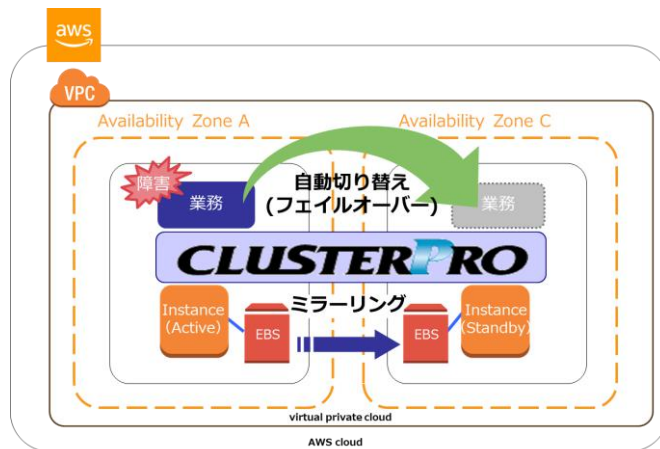 aws
VPC
Availability Zone A
Availability Zone C
障害
業務
自動切り替え
(フェイルオーバー)
業務
CLUSTERPRO
Instance
(Active)
EBS
ミラーリング
EBS
Instance
(Standby)
virtual private cloud
AWS cloud